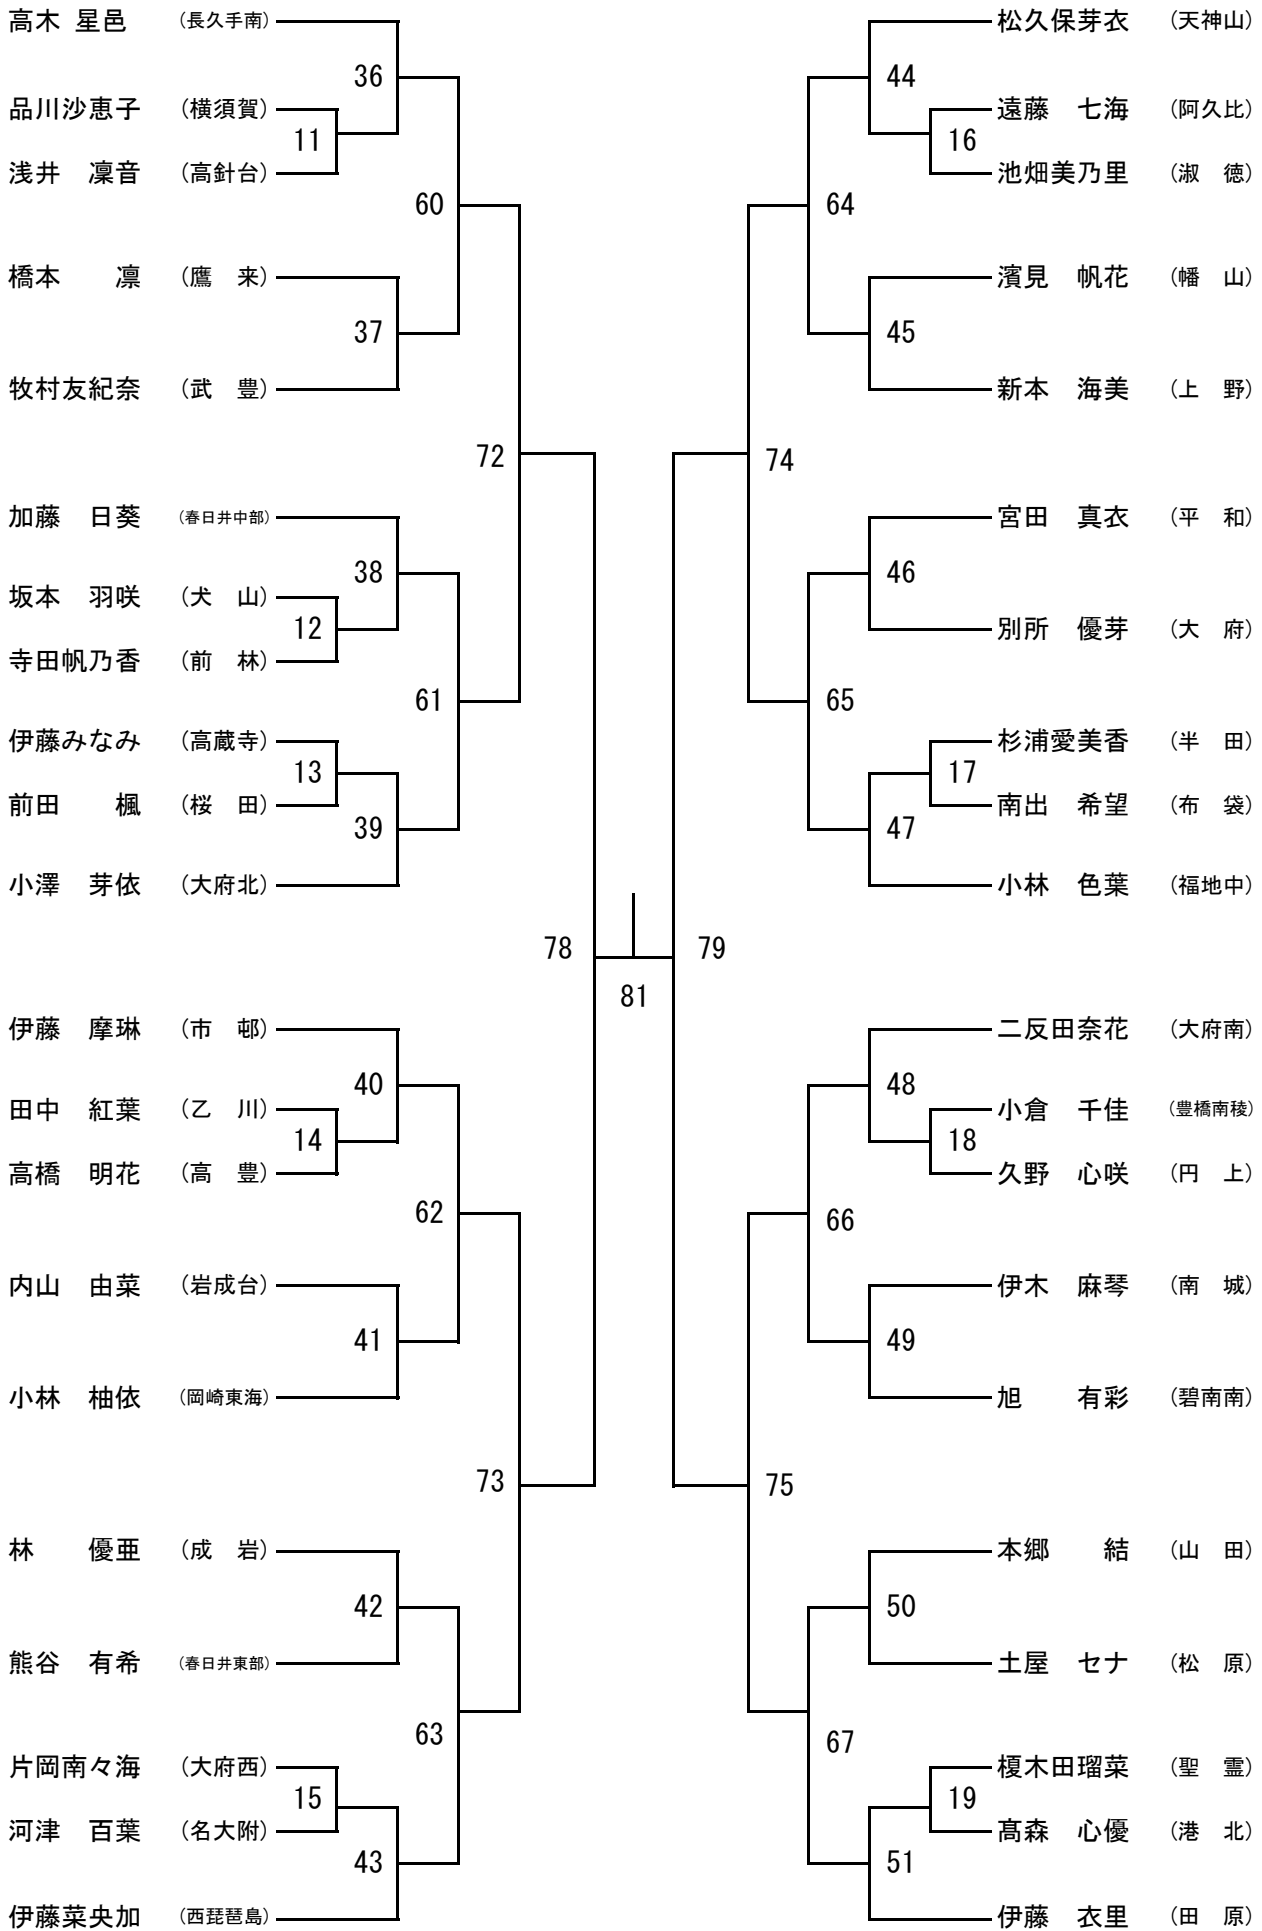 高木 星邑 （長久手南）
36
品川沙恵子 （横須賀）
11
浅井　凜音 （高針台）
60
橋本　　凛 （鷹　来）
37
牧村友紀奈 （武　豊）
72
加藤　日葵 （春日井中部）
38
坂本　羽咲 （犬　山）
12
寺田帆乃香 （前　林）
61
伊藤みなみ （高蔵寺）
13
前田　　楓 （桜　田）
39
小澤　芽依 （大府北）
78
伊藤　摩琳 （市　邨）
40
田中　紅葉 （乙　川）
14
高橋　明花 （高　豊）
62
内山　由菜 （岩成台）
41
小林　柚依 （岡崎東海）
73
林　　優亜 （成　岩）
42
熊谷　有希 （春日井東部）
63
片岡南々海 （大府西）
15
河津　百葉 （名大附）
43
伊藤菜央加 （西琵琶島）
81
松久保芽衣 （天神山）
44
遠藤　七海 （阿久比）
16
池畑美乃里 （淑　徳）
64
濱見　帆花 （幡　山）
45
新本　海美 （上　野）
74
宮田　真衣 （平　和）
46
別所　優芽 （大　府）
65
杉浦愛美香 （半　田）
17
南出　希望 （布　袋）
47
小林　色葉 （福地中）
79
二反田奈花 （大府南）
48
小倉　千佳 （豊橋南稜）
18
久野　心咲 （円　上）
66
伊木　麻琴 （南　城）
49
旭　　有彩 （碧南南）
75
本郷　　結 （山　田）
50
土屋　セナ （松　原）
67
榎木田瑠菜 （聖　霊）
19
髙森　心優 （港　北）
51
伊藤　衣里 （田　原）